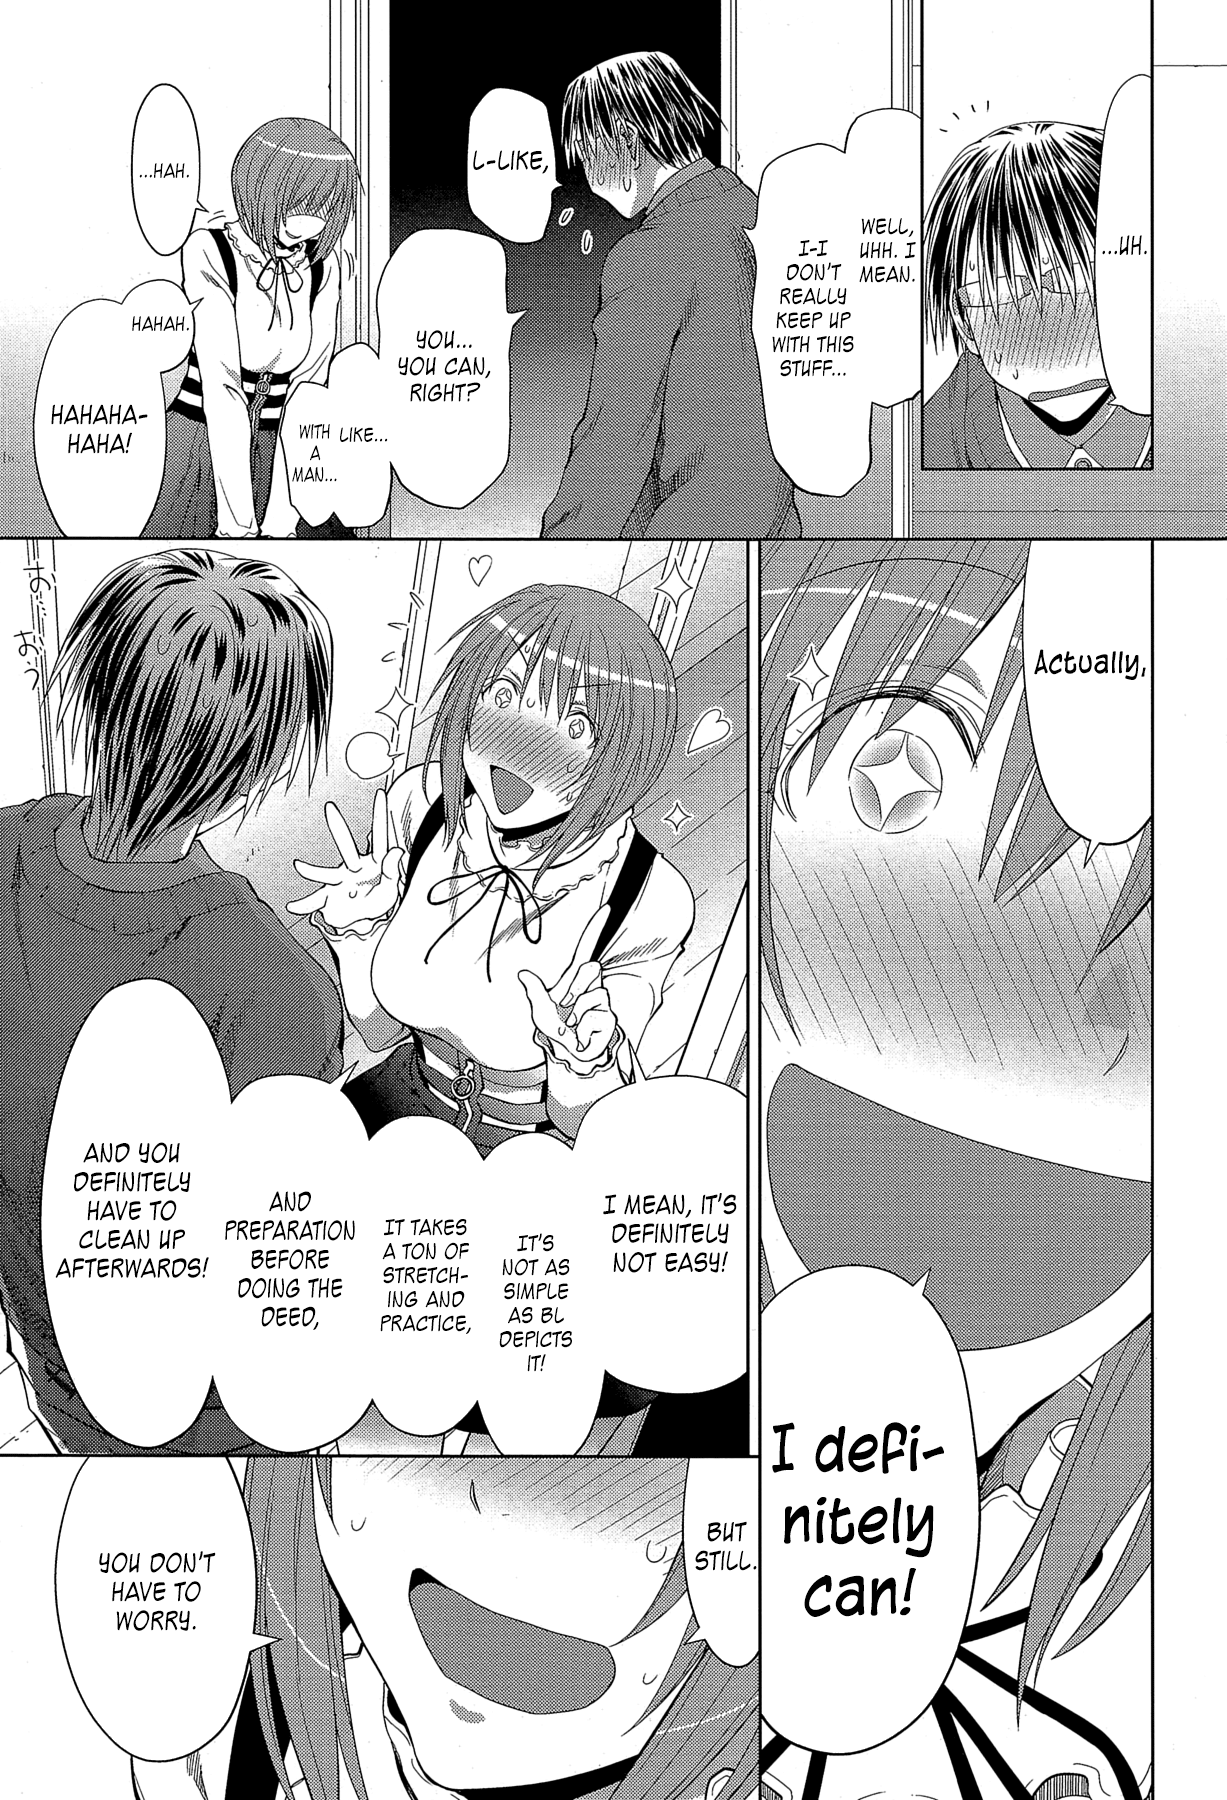 ...UH.
WELL,
UHH. I
MEAN.
I-I
DON'T
REALLY
KEEP UP
WITH THIS
STUFF...
L-LIKE,
YOU...
YOU CAN,
RIGHT?
LIKE...
WITH
A
MAN...
...HAH.
HAHAH.
HAHAHA-
HAHA!
Actually,
I defi-
nitely
can!
I MEAN, IT'S
DEFINITELY
NOT EASY!
IT'S
NOT AS
SIMPLE
AS BL
DEPICTS
IT!
IT TAKES
A TON OF
STRETCH-
ING AND
PRACTICE,
AND
PREPARATION
BEFORE
DOING THE
DEED,
AND YOU
DEFINITELY
HAVE TO
CLEAN UP
AFTERWARDS!
お
お
っ
BUT
STILL.
YOU DON'T
HAVE TO
WORRY.